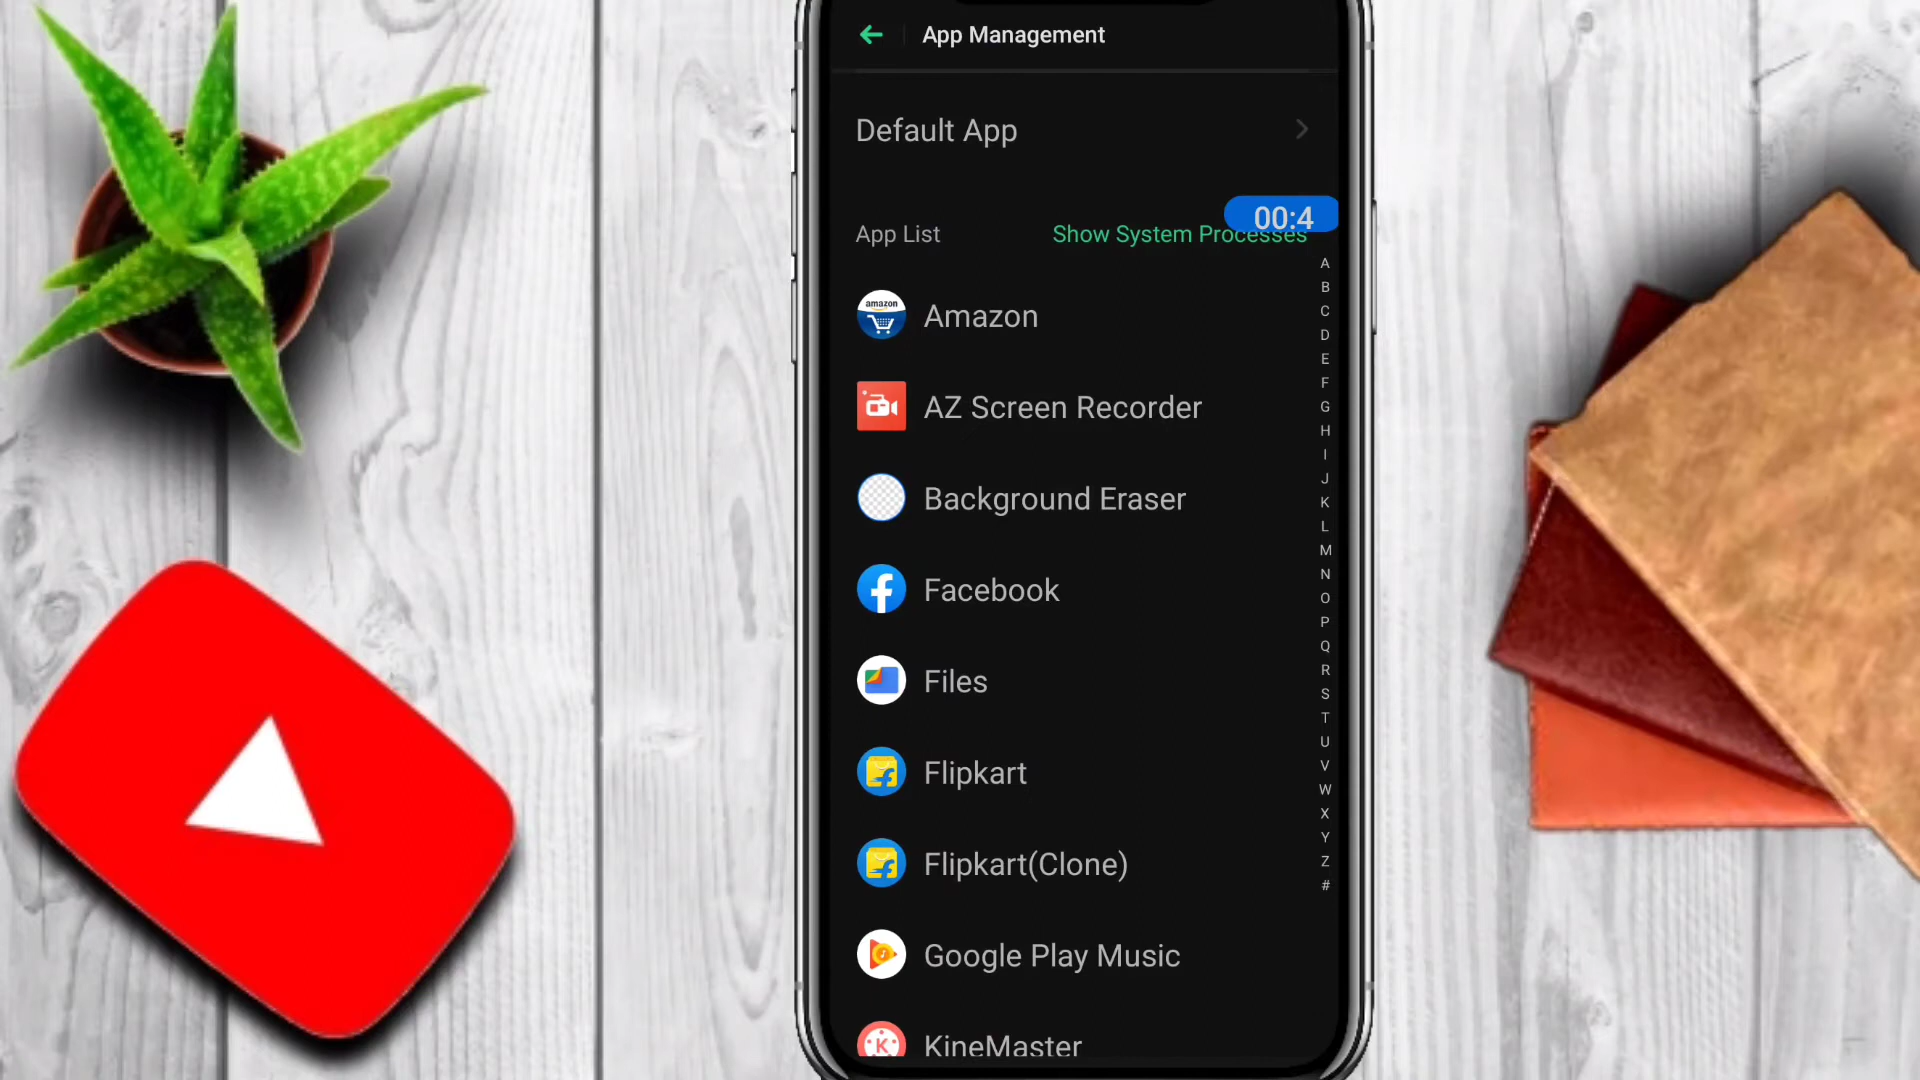 App Management
Default App
00:4
App List Show System Processes
amazon
Amazon
AZ Screen Recorder
Background Eraser
Facebook
Files
Flipkart
Flipkart(Clone)
Google Play Music
KineMaster
A
B
C
D
E
F
G
H
I
J
K
L
M
N
O
P
Q
R
S
T
U
V
W
X
Y
Z
#